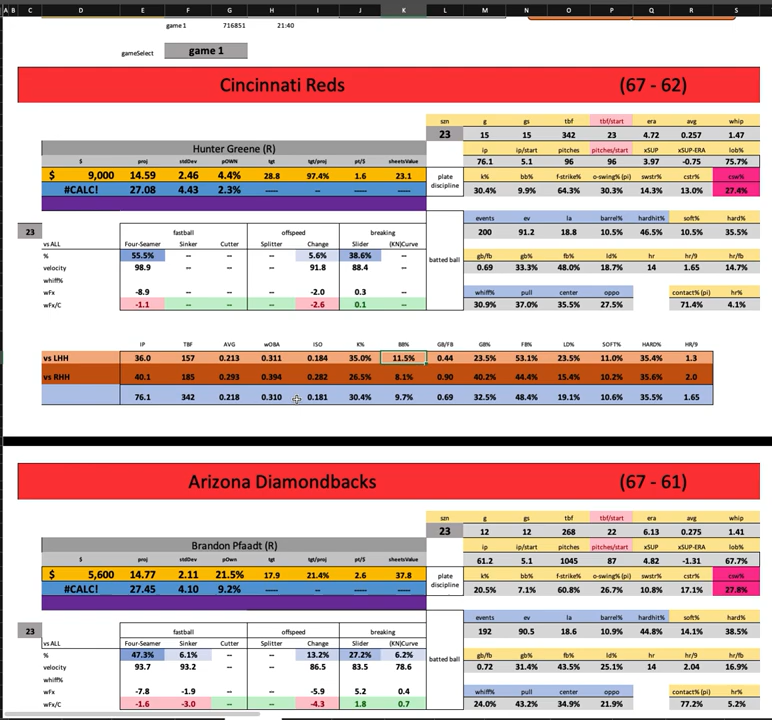 A B C D E F G H I J K L M N O P Q R S
game 1 716851 21:40
gameSelect game 1
Cincinnati Reds (67 - 62)
szn g gs tbf tbf/start era avg whip
23 15 15 342 23 4.72 0.257 1.47
Hunter Greene (R) ip ip/start pitches pitches/start xSUP xSUP-ERA lob%
$ proj stdDev pOWN tgt tgt/proj pt/$ sheetsValue 76.1 5.1 96 96 3.97 -0.75 75.7%
$ 9,000 14.59 2.46 4.4% 28.8 97.4% 1.6 23.1 plate discipline k% bb% f-strike% o-swing% (pi) swstr% cstr% csw%
#CALC! 27.08 4.43 2.3% ----- -- ----- ----- 30.4% 9.9% 64.3% 30.3% 14.3% 13.0% 27.4%
events ev la barrel% hardhit% soft% hard%
23 fastball offspeed breaking 200 91.2 18.8 10.5% 46.5% 10.5% 35.5%
vs ALL Four-Seamer Sinker Cutter Splitter Change Slider (KN)Curve
% 55.5% -- -- -- 5.6% 38.6% -- batted ball gb/fb gb% fb% ld% hr hr/9 hr/fb
velocity 98.9 -- -- -- 91.8 88.4 -- 0.69 33.3% 48.0% 18.7% 14 1.65 14.7%
whiff%
wFx -8.9 -- -- -- -2.0 0.3 -- whiff% pull center oppo contact% (pi) hr%
wFx/C -1.1 -- -- -- -2.6 0.1 -- 30.9% 37.0% 35.5% 27.5% 71.4% 4.1%
IP TBF AVG wOBA ISO K% BB% GB/FB GB% FB% LD% SOFT% HARD% HR/9
vs LHH 36.0 157 0.213 0.311 0.184 35.0% 11.5% 0.44 23.5% 53.1% 23.5% 11.0% 35.4% 1.3
vs RHH 40.1 185 0.293 0.394 0.282 26.5% 8.1% 0.90 40.2% 44.4% 15.4% 10.2% 35.6% 2.0
76.1 342 0.218 0.310 0.181 30.4% 9.7% 0.69 32.5% 48.4% 19.1% 10.6% 35.5% 1.65
Arizona Diamondbacks (67 - 61)
szn g gs tbf tbf/start era avg whip
23 12 12 268 22 6.13 0.275 1.41
Brandon Pfaadt (R) ip ip/start pitches pitches/start xSUP xSUP-ERA lob%
$ proj stdDev pOwn tgt tgt/proj pt/$ sheetsValue 61.2 5.1 1045 87 4.82 -1.31 67.7%
$ 5,600 14.77 2.11 21.5% 17.9 21.4% 2.6 37.8 plate discipline k% bb% f-strike% o-swing% (pi) swstr% cstr% csw%
#CALC! 27.45 4.10 9.2% ----- -- ----- ----- 20.5% 7.1% 60.8% 26.7% 10.8% 17.1% 27.8%
events ev la barrel% hardhit% soft% hard%
23 fastball offspeed breaking 192 90.5 18.6 10.9% 44.8% 14.1% 38.5%
vs ALL Four-Seamer Sinker Cutter Splitter Change Slider (KN)Curve
% 47.3% 6.1% -- -- 13.2% 27.2% 6.2% batted ball gb/fb gb% fb% ld% hr hr/9 hr/fb
velocity 93.7 93.2 -- -- 86.5 83.5 78.6 0.72 31.4% 43.5% 25.1% 14 2.04 16.9%
whiff%
wFx -7.8 -1.9 -- -- -5.9 5.2 0.4 whiff% pull center oppo contact% (pi) hr%
wFx/C -1.6 -3.0 -- -- -4.3 1.8 0.7 24.0% 43.2% 34.9% 21.9% 77.2% 5.2%